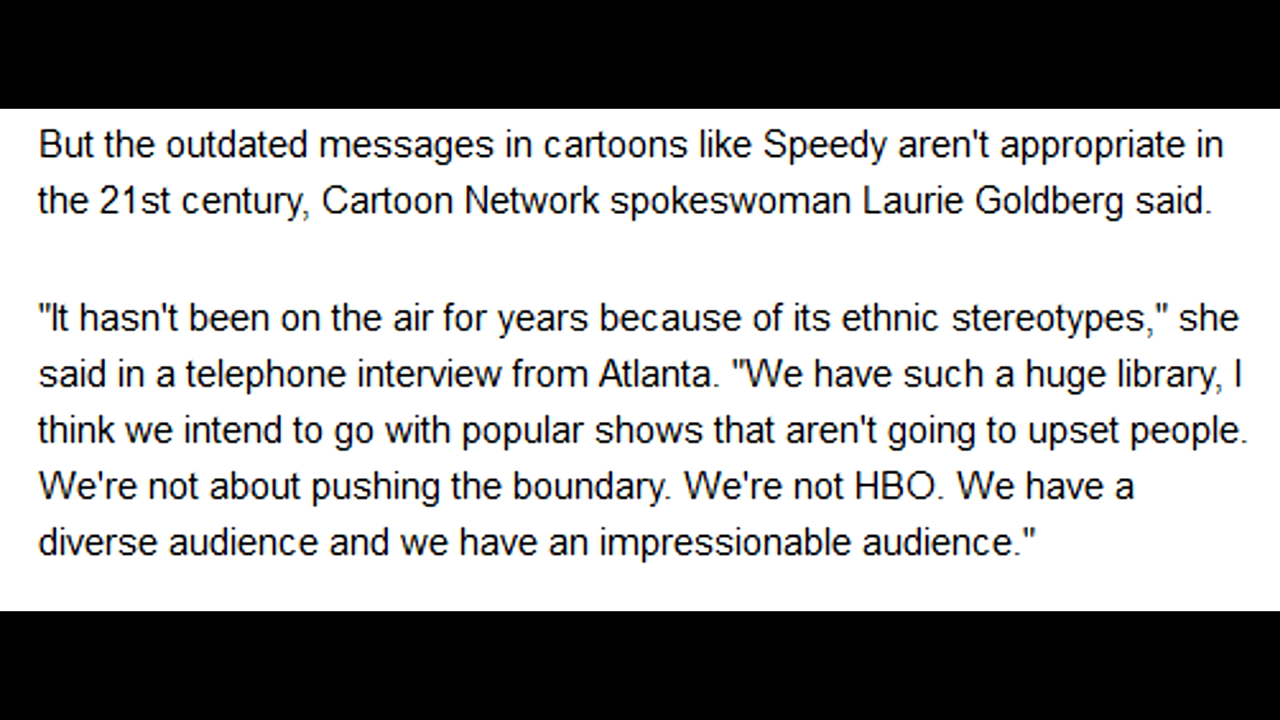 But the outdated messages in cartoons like Speedy aren't appropriate in
the 21st century, Cartoon Network spokeswoman Laurie Goldberg said.
"It hasn't been on the air for years because of its ethnic stereotypes," she
said in a telephone interview from Atlanta. "We have such a huge library, I
think we intend to go with popular shows that aren't going to upset people.
We're not about pushing the boundary. We're not HBO. We have a
diverse audience and we have an impressionable audience."